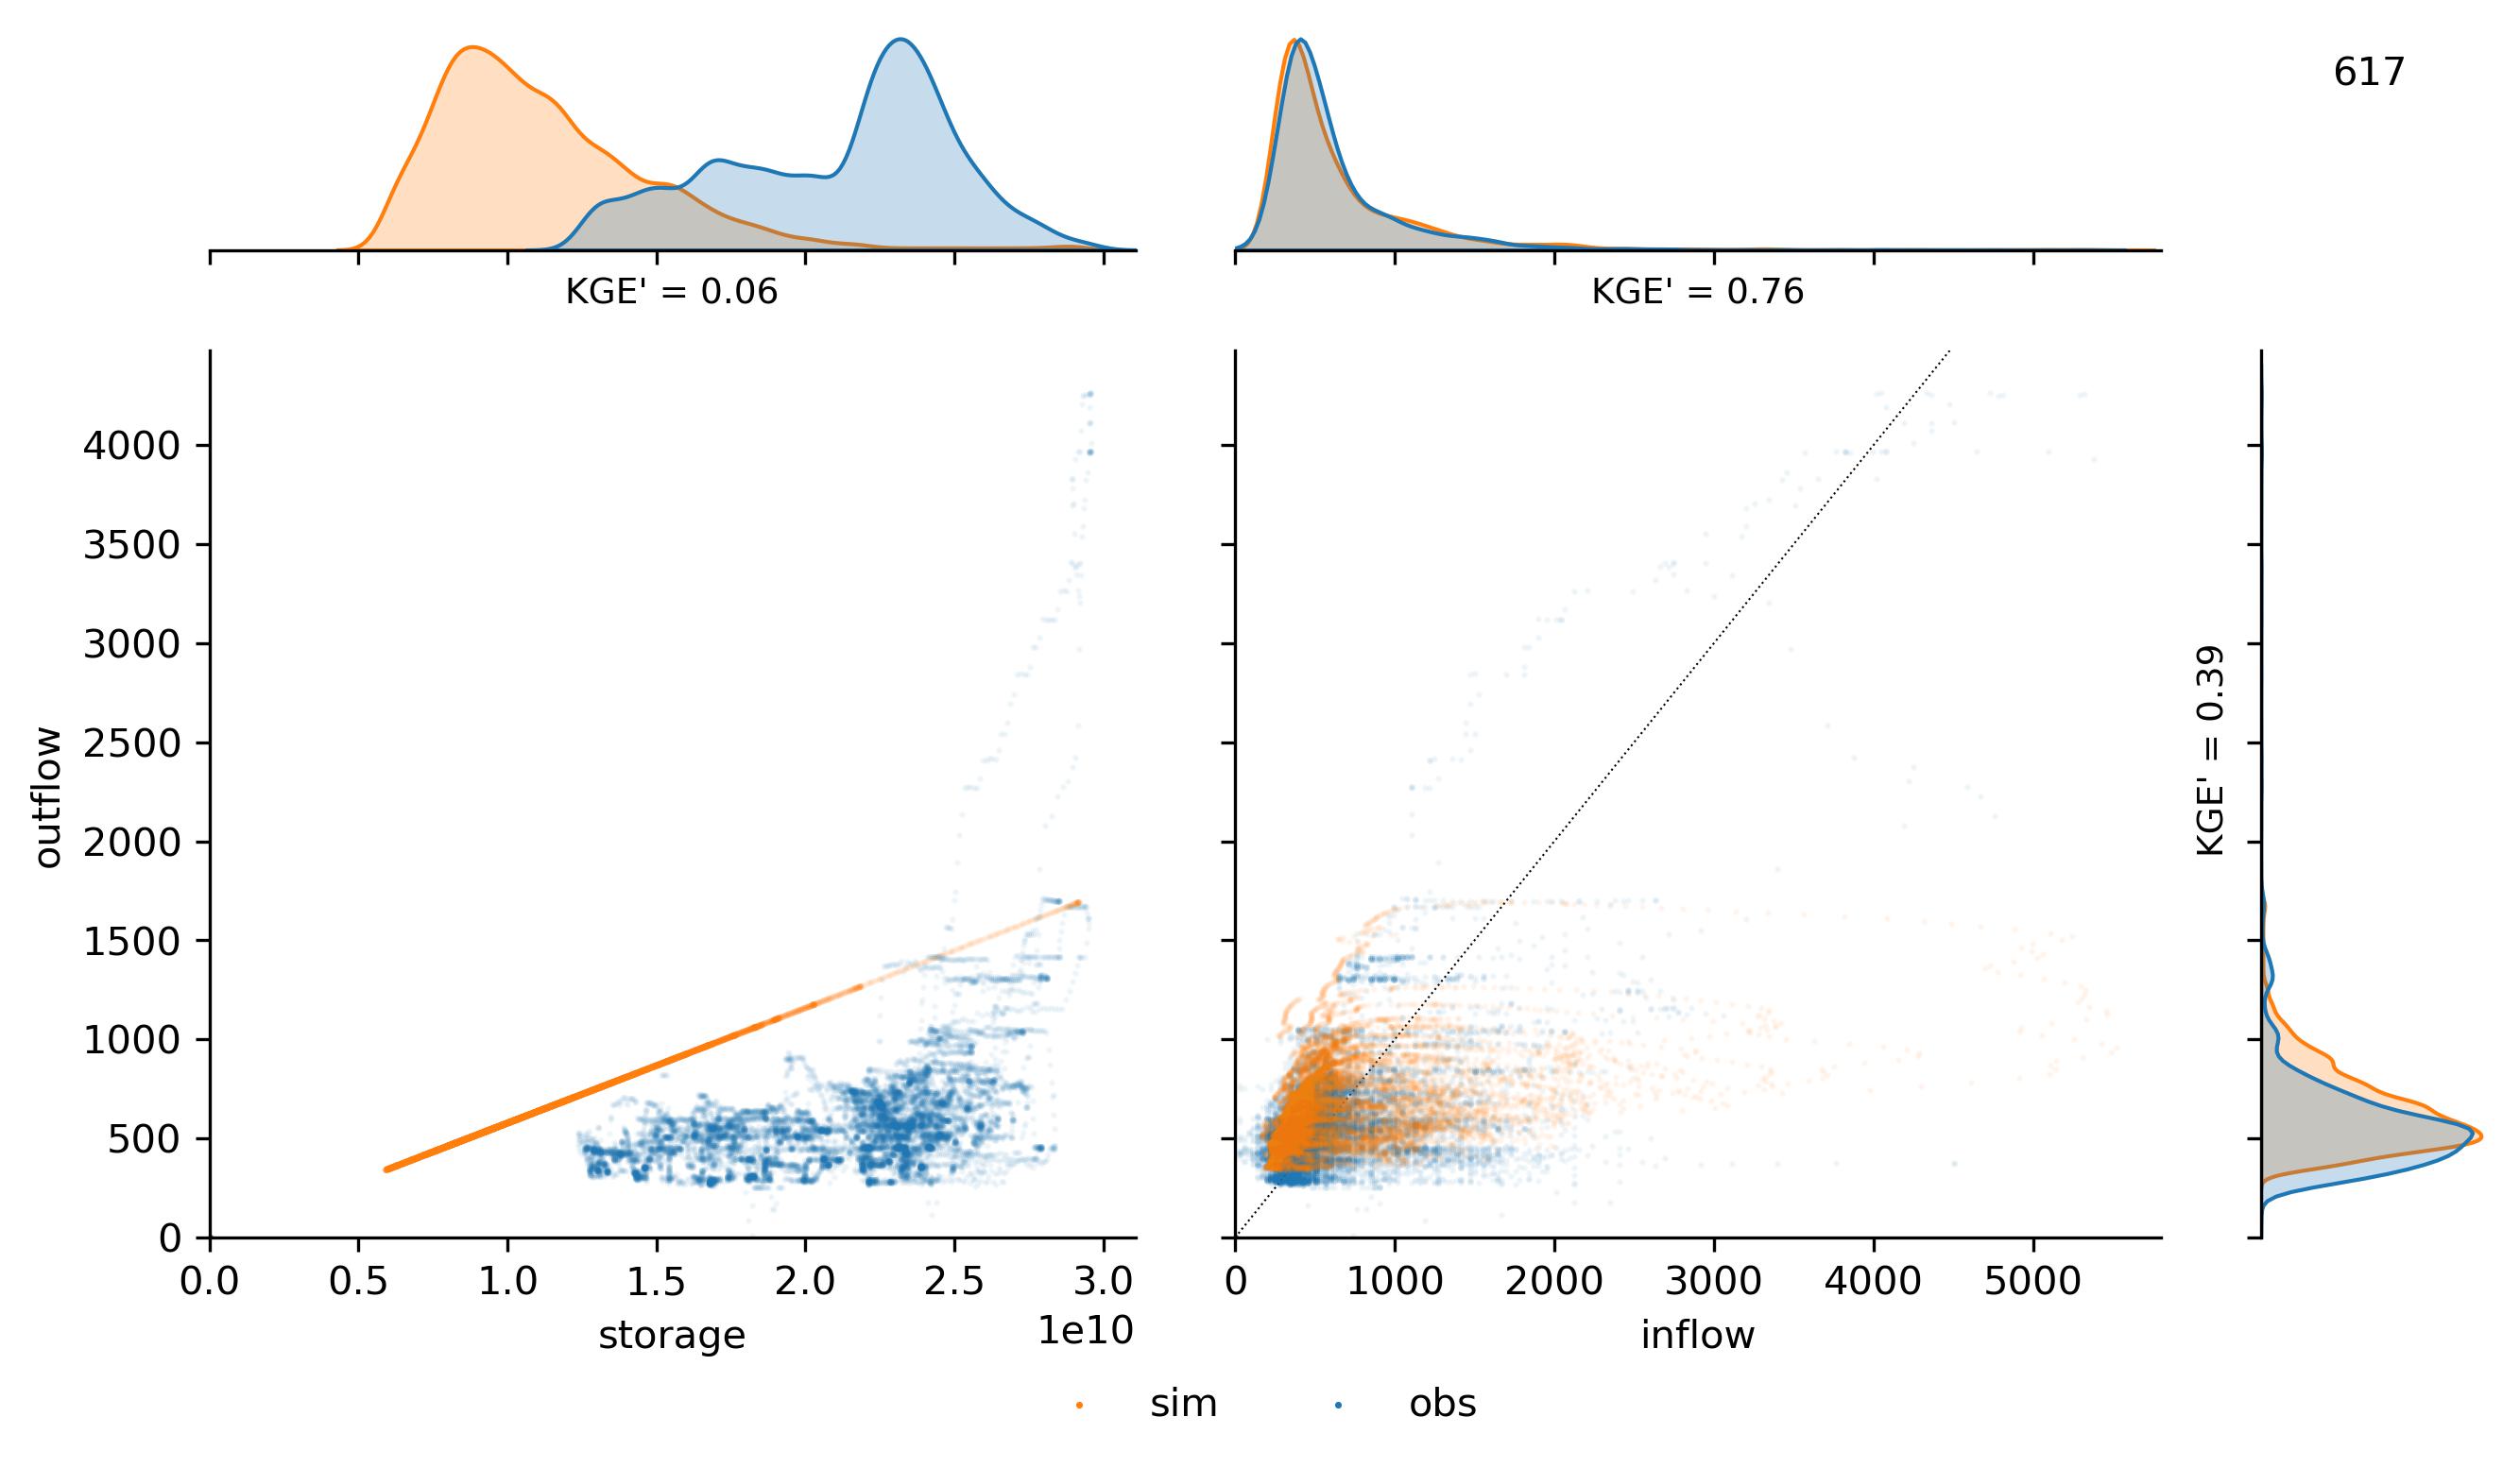 617
KGE' = 0.06
KGE' = 0.76
4000
3500
3000
2500
2000
1500
1000
500
0
outflow
KGE' = 0.39
0.0 0.5 1.0 1.5 2.0 2.5 3.0
1e10
storage
0 1000 2000 3000 4000 5000
inflow
sim obs